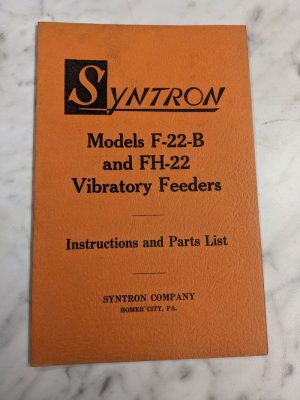 SYNTRON
Models F-22-B
and FH-22
Vibratory Feeders
Instructions and Parts List
SYNTRON COMPANY
HOMER CITY, PA.